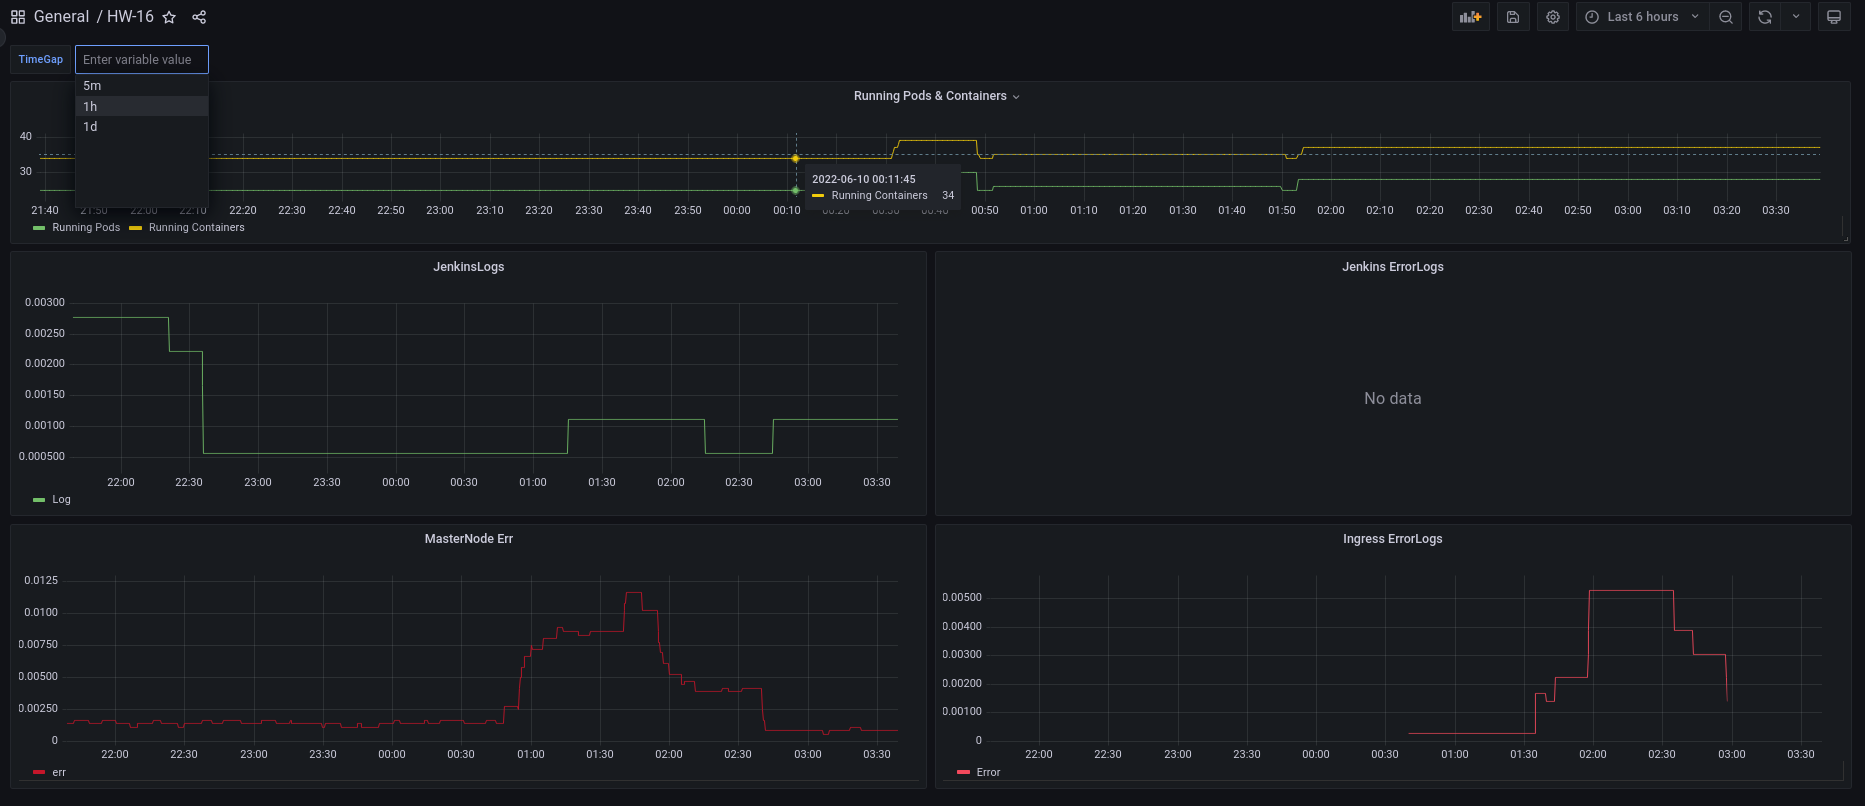 General / HW-16
Last 6 hours
TimeGap
Enter variable value
5m
1h
1d
Running Pods & Containers
40
30
2022-06-10 00:11:45
Running Containers 34
21:40 21:50 22:00 22:10 22:20 22:30 22:40 22:50 23:00 23:10 23:20 23:30 23:40 23:50 00:00 00:10 00:20 00:30 00:40 00:50 01:00 01:10 01:20 01:30 01:40 01:50 02:00 02:10 02:20 02:30 02:40 02:50 03:00 03:10 03:20 03:30
Running Pods Running Containers
JenkinsLogs
0.00300
0.00250
0.00200
0.00150
0.00100
0.000500
22:00 22:30 23:00 23:30 00:00 00:30 01:00 01:30 02:00 02:30 03:00 03:30
Log
Jenkins ErrorLogs
No data
MasterNode Err
0.0125
0.0100
0.00750
0.00500
0.00250
0
22:00 22:30 23:00 23:30 00:00 00:30 01:00 01:30 02:00 02:30 03:00 03:30
err
Ingress ErrorLogs
0.00500
0.00400
0.00300
0.00200
0.00100
0
22:00 22:30 23:00 23:30 00:00 00:30 01:00 01:30 02:00 02:30 03:00 03:30
Error